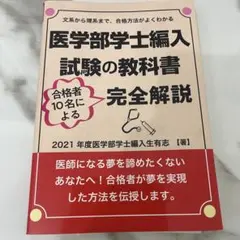 文系から理系まで、合格方法がよくわかる
医学部学士編入
試験の教科書
合格者
10名による
完全解説
2021年度医学部学士編入生有志【著】
医師になる夢を諦めたくない
あなたへ!合格者が夢を実現
した方法を伝授します。